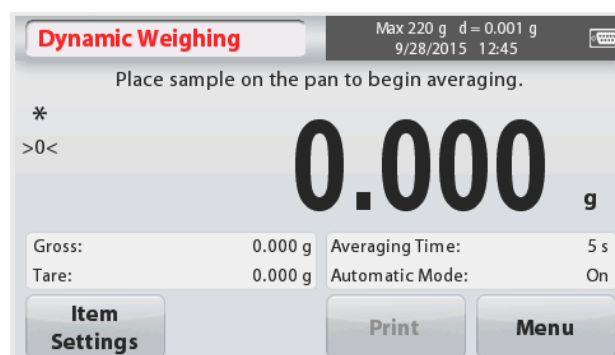 Dynamic Weighing
Max 220 g d = 0.001 g
9/28/2015 12:45
Place sample on the pan to begin averaging.
*
>0<
0.000 g
Gross: 0.000 g Averaging Time: 5 s
Tare: 0.000 g Automatic Mode: On
Item
Settings
Print
Menu